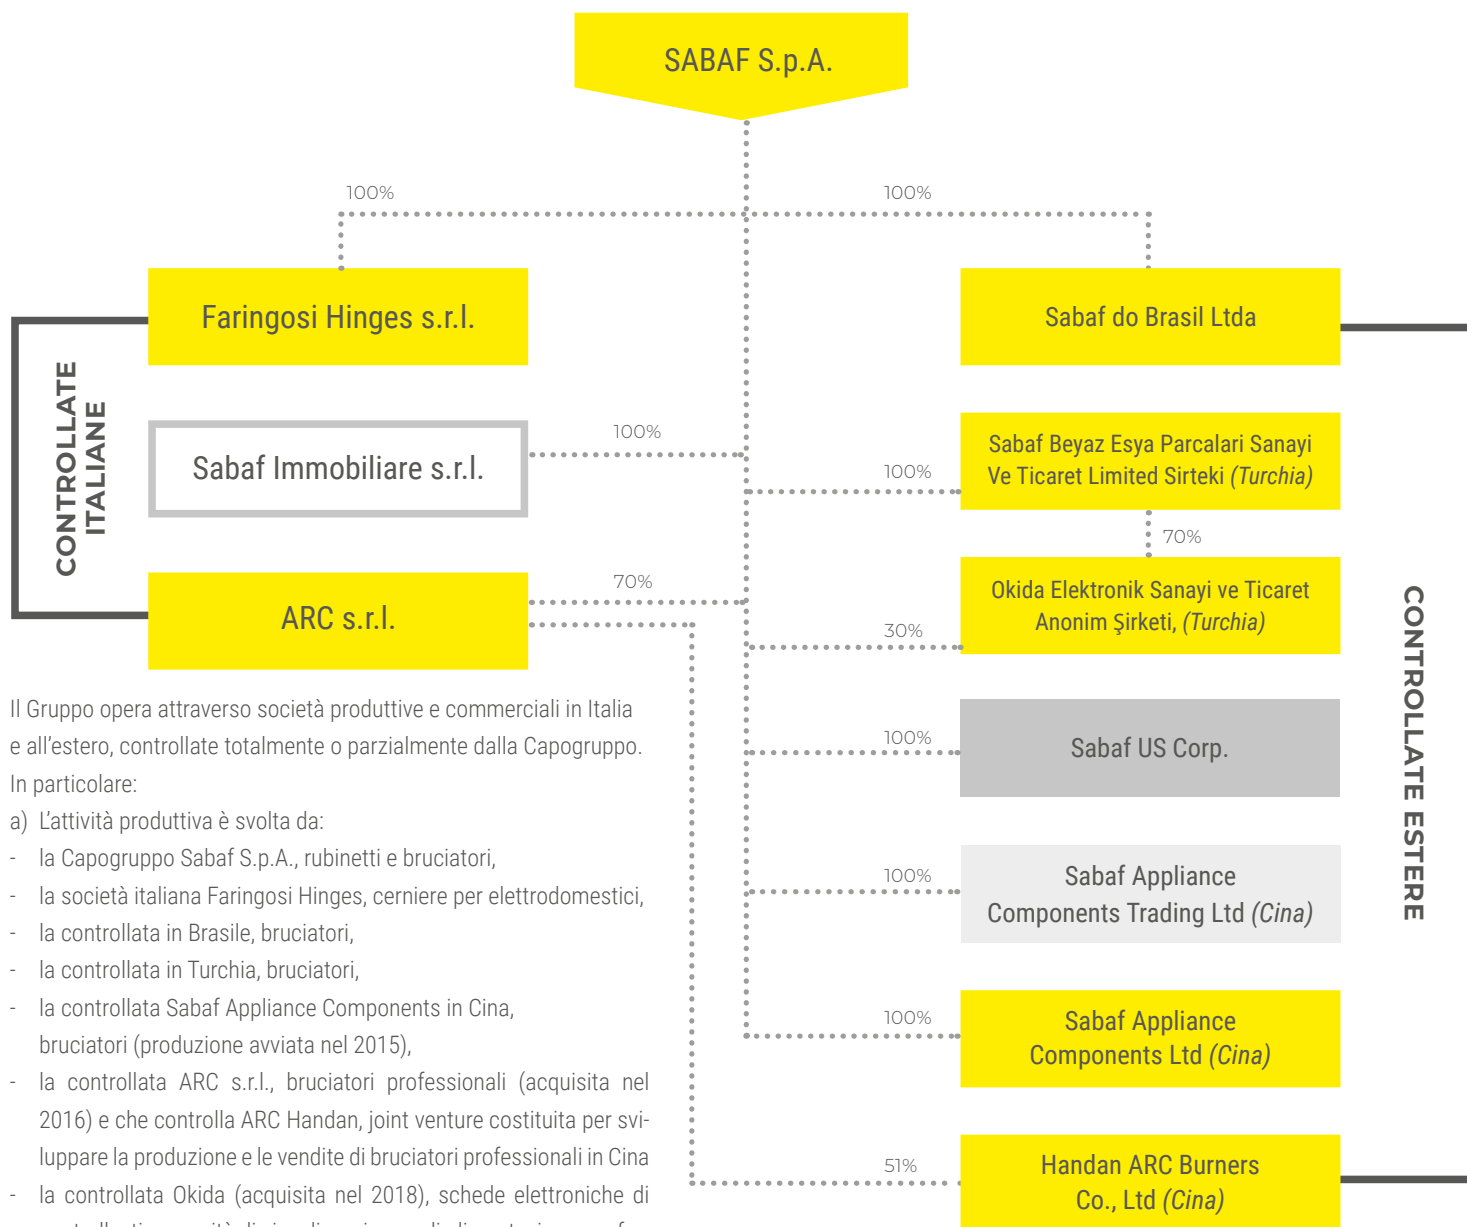 SABAF S.p.A.
100%
100%
Faringosi Hinges s.r.l.
Sabaf do Brasil Ltda
CONTROLLATE
ITALIANE
Sabaf Immobiliare s.r.l.
100%
100%
Sabaf Beyaz Esya Parcalari Sanayi
Ve Ticaret Limited Sirteki (Turchia)
70%
ARC s.r.l.
70%
30%
Okida Elektronik Sanayi ve Ticaret
Anonim Şirketi, (Turchia)
CONTROLLATE ESTERE
100%
Sabaf US Corp.
100%
Sabaf Appliance
Components Trading Ltd (Cina)
100%
Sabaf Appliance
Components Ltd (Cina)
51%
Handan ARC Burners
Co., Ltd (Cina)
Il Gruppo opera attraverso società produttive e commerciali in Italia
e all'estero, controllate totalmente o parzialmente dalla Capogruppo.
In particolare:
a) L'attività produttiva è svolta da:
- la Capogruppo Sabaf S.p.A., rubinetti e bruciatori,
- la società italiana Faringosi Hinges, cerniere per elettrodomestici,
- la controllata in Brasile, bruciatori,
- la controllata in Turchia, bruciatori,
- la controllata Sabaf Appliance Components in Cina,
bruciatori (produzione avviata nel 2015),
- la controllata ARC s.r.l., bruciatori professionali (acquisita nel
2016) e che controlla ARC Handan, joint venture costituita per svi-
luppare la produzione e le vendite di bruciatori professionali in Cina
- la controllata Okida (acquisita nel 2018), schede elettroniche di